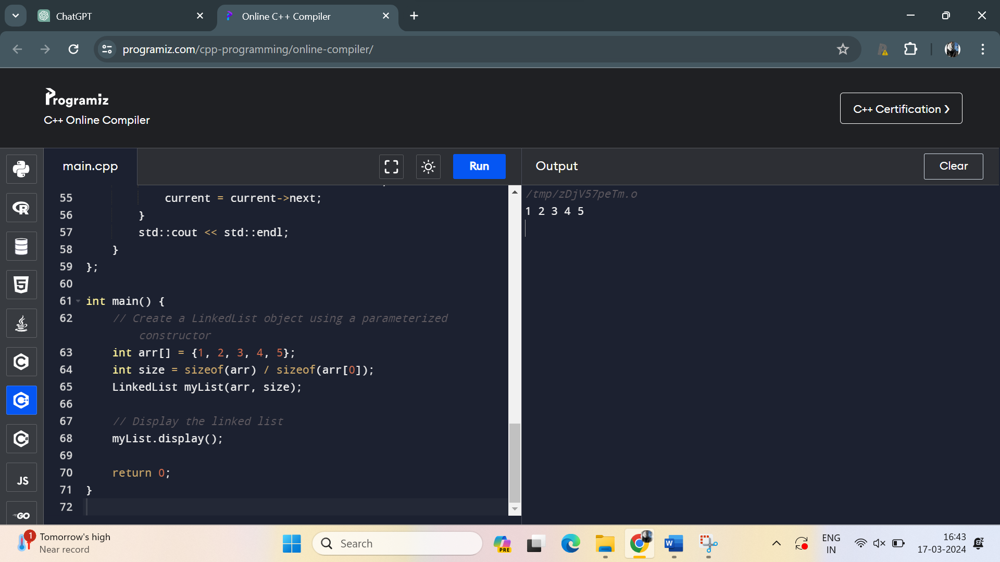 ChatGPT
Online C++ Compiler
programiz.com/cpp-programming/online-compiler/
Programiz
C++ Online Compiler
C++ Certification ❯
main.cpp
Run
Output
Clear
55 current = current->next;
56 }
57 std::cout << std::endl;
58 }
59 };
60
61 int main() {
62 // Create a LinkedList object using a parameterized
constructor
63 int arr[] = {1, 2, 3, 4, 5};
64 int size = sizeof(arr) / sizeof(arr[0]);
65 LinkedList myList(arr, size);
66
67 // Display the linked list
68 myList.display();
69
70 return 0;
71 }
72
/tmp/zDjV57peTm.o
1 2 3 4 5
JS
GO
1
Tomorrow's high
Near record
Search
PRE
W
ENG
IN
16:43
17-03-2024